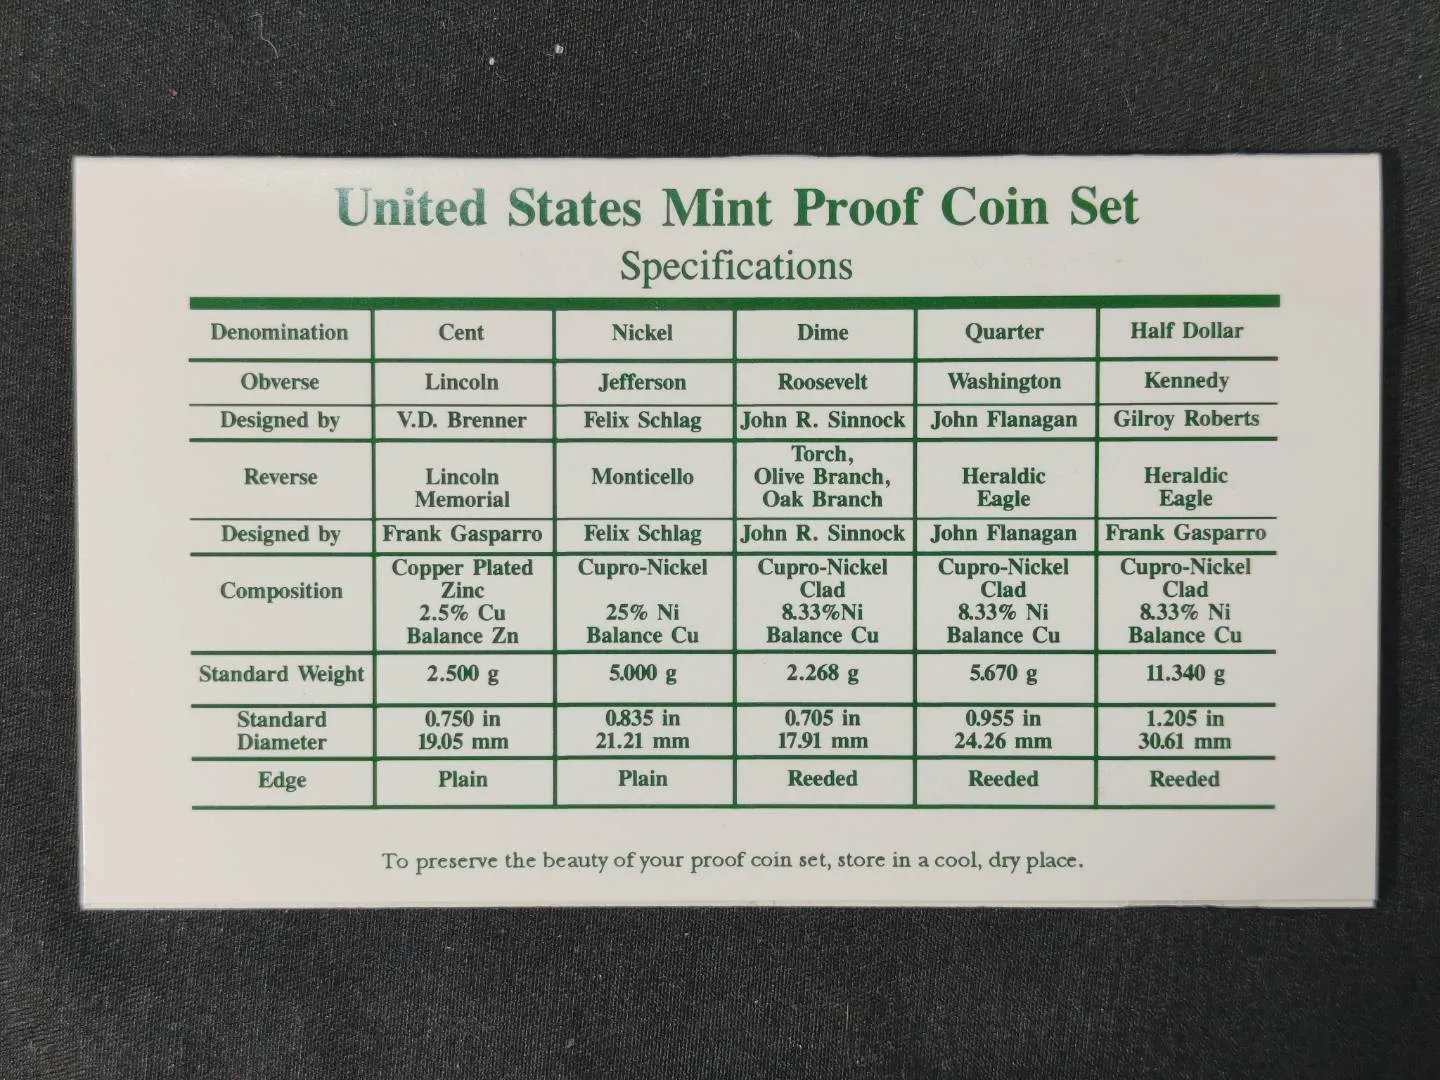 United States Mint Proof Coin Set
Specifications
Denomination Cent Nickel Dime Quarter Half Dollar
Obverse Lincoln Jefferson Roosevelt Washington Kennedy
Designed by V.D. Brenner Felix Schlag John R. Sinnock John Flanagan Gilroy Roberts
Torch,
Reverse Lincoln Monticello Olive Branch, Heraldic Heraldic
Memorial Oak Branch Eagle Eagle
Designed by Frank Gasparro Felix Schlag John R. Sinnock John Flanagan Frank Gasparro
Copper Plated Cupro-Nickel Cupro-Nickel Cupro-Nickel Cupro-Nickel
Composition Zinc Clad Clad Clad
2.5% Cu 25% Ni 8.33%Ni 8.33% Ni 8.33% Ni
Balance Zn Balance Cu Balance Cu Balance Cu Balance Cu
Standard Weight 2.500 g 5.000 g 2.268 g 5.670 g 11.340 g
Standard 0.750 in 0.835 in 0.705 in 0.955 in 1.205 in
Diameter 19.05 mm 21.21 mm 17.91 mm 24.26 mm 30.61 mm
Edge Plain Plain Reeded Reeded Reeded
To preserve the beauty of your proof coin set, store in a cool, dry place.